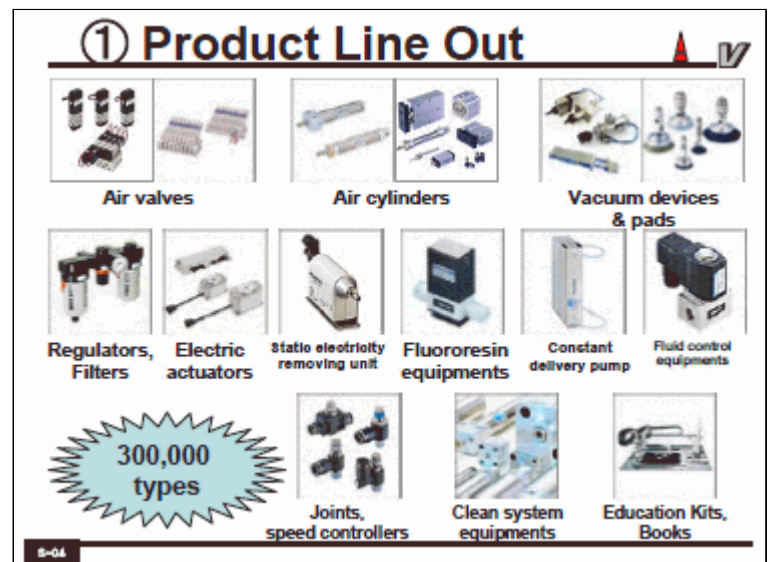 ① Product Line Out
V
Air valves
Air cylinders
Vacuum devices
& pads
Regulators,
Filters
Electric
actuators
Static electricity
removing unit
Fluororesin
equipments
Constant
delivery pump
Fluid control
equipments
300,000
types
Joints,
speed controllers
Clean system
equipments
Education Kits,
Books
S-04